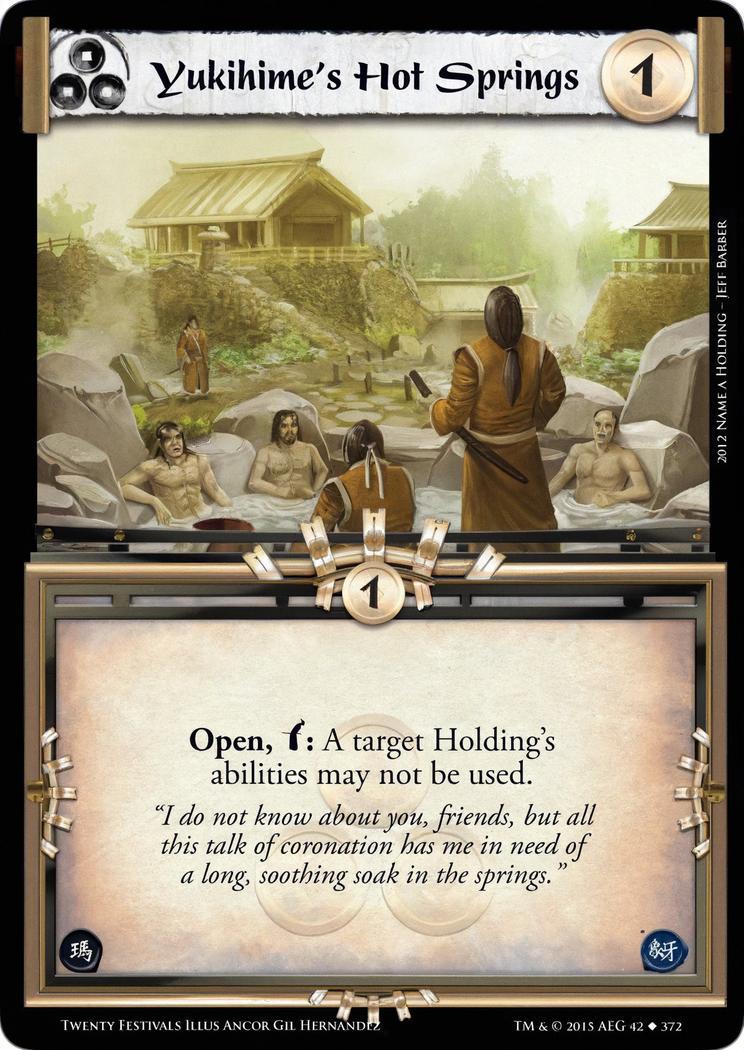 Yukihime's Hot Springs
1
2012 Name a Holding - Jeff Barber
1
Open, : A target Holding's
abilities may not be used.
"I do not know about you, friends, but all
this talk of coronation has me in need of
a long, soothing soak in the springs."
瑪
象牙
Twenty Festivals Illus Ancor Gil Hernandez
TM & © 2015 AEG 42 ◆ 372